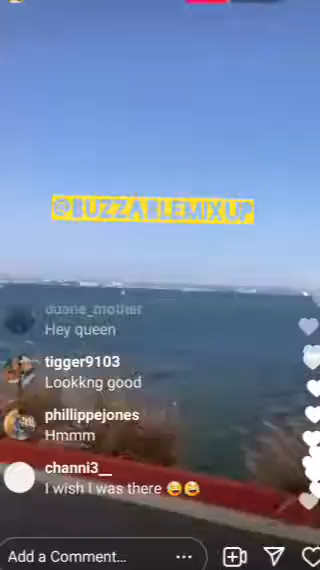 @BUZZABLEMIXUP
duane_mother
Hey queen
tigger9103
Lookkng good
phillippejones
Hmmm
channi3__
I wish I was there 😂😂
Add a Comment...